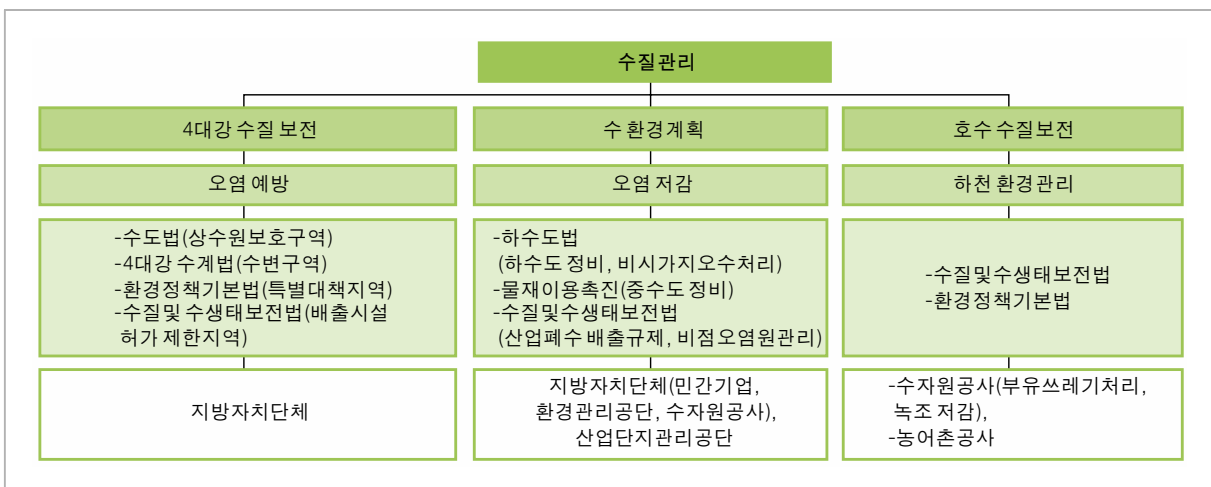 수질관리
4대강 수질 보전
수 환경계획
호수 수질보전
오염 예방
오염 저감
하천 환경관리
-수도법(상수원보호구역)
-4대강 수계법(수변구역)
-환경정책기본법(특별대책지역)
-수질및 수생태보전법(배출시설
허가 제한지역)
-하수도법
(하수도 정비, 비시가지오수처리)
-물재이용촉진(중수도 정비)
-수질및수생태보전법
(산업폐수 배출규제, 비점오염원관리)
-수질및수생태보전법
-환경정책기본법
지방자치단체
지방자치단체(민간기업,
환경관리공단, 수자원공사),
산업단지관리공단
-수자원공사(부유쓰레기처리,
녹조 저감),
-농어촌공사